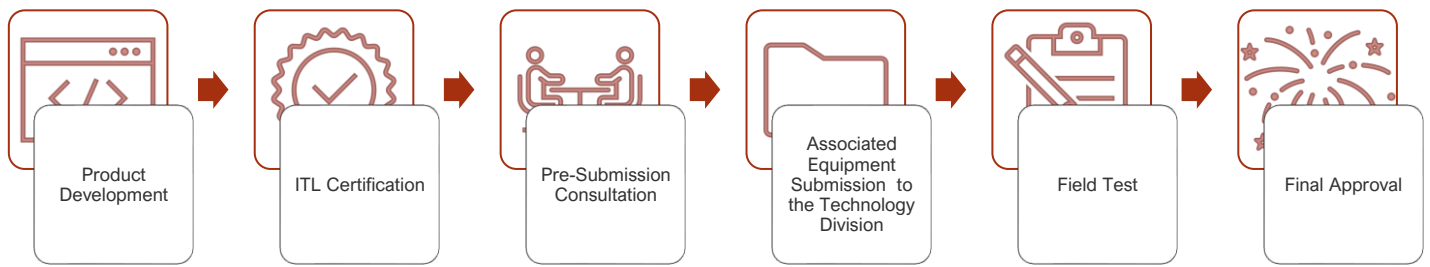 Product
Development
ITL Certification
Pre-Submission
Consultation
Associated
Equipment
Submission to
the Technology
Division
Field Test
Final Approval